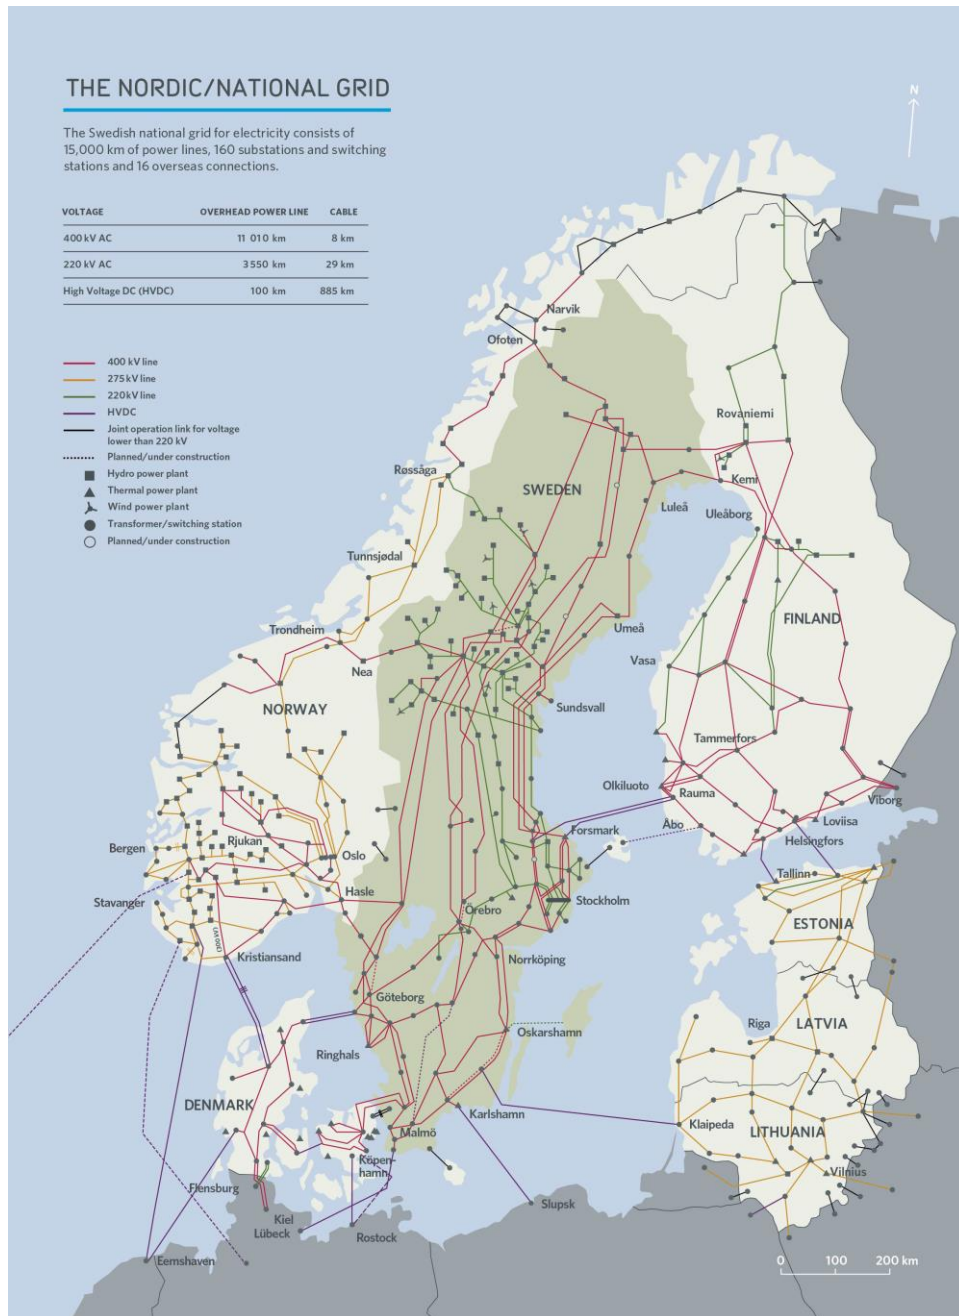 THE NORDIC/NATIONAL GRID
The Swedish national grid for electricity consists of
15,000 km of power lines, 160 substations and switching
stations and 16 overseas connections.
VOLTAGE OVERHEAD POWER LINE CABLE
400 kV AC 11 010 km 8 km
220 kV AC 3 550 km 29 km
High Voltage DC (HVDC) 100 km 885 km
400 kV line
275 kV line
220 kV line
HVDC
Joint operation link for voltage
lower than 220 kV
Planned/under construction
Hydro power plant
Thermal power plant
Wind power plant
Transformer/switching station
Planned/under construction
N
Narvik
Ofoten
Rovaniemi
Røssåga
SWEDEN
Kemi
Luleå
Uleåborg
Tunnsjødal
FINLAND
Trondheim
Umeå
Nea
Vasa
NORWAY
Sundsvall
Tammerfors
Olkiluoto
Rauma
Viborg
Åbo
Loviisa
Forsmark
Helsingfors
Rjukan
Bergen
Oslo
Tallinn
Hasle
Stavanger
Örebro
Stockholm
ESTONIA
Kristiansand
Norrköping
Göteborg
Riga
LATVIA
Oskarshamn
Ringhals
DENMARK
Karlshamn
Klaipeda
LITHUANIA
Malmö
Köpen-
hamn
Vilnius
Flensburg
Slupsk
Kiel
Lübeck
Rostock
Eemshaven
0 100 200 km